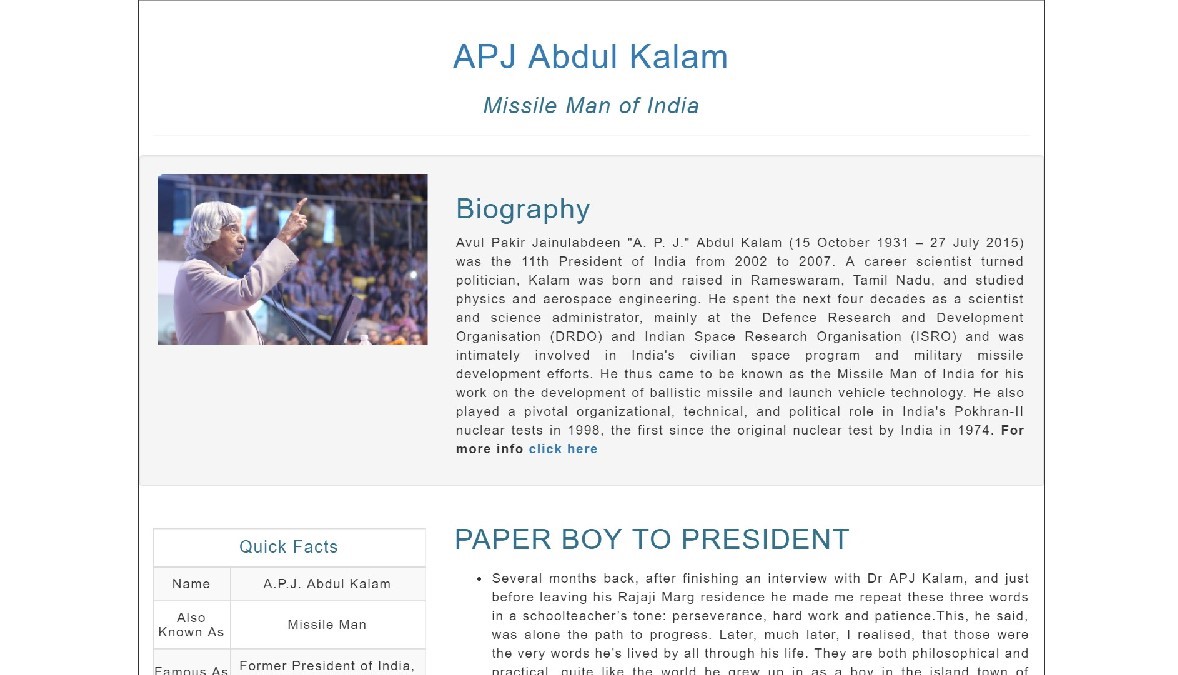 APJ Abdul Kalam
Missile Man of India
Biography
Avul Pakir Jainulabdeen "A. P. J." Abdul Kalam (15 October 1931 – 27 July 2015)
was the 11th President of India from 2002 to 2007. A career scientist turned
politician, Kalam was born and raised in Rameswaram, Tamil Nadu, and studied
physics and aerospace engineering. He spent the next four decades as a scientist
and science administrator, mainly at the Defence Research and Development
Organisation (DRDO) and Indian Space Research Organisation (ISRO) and was
intimately involved in India's civilian space program and military missile
development efforts. He thus came to be known as the Missile Man of India for his
work on the development of ballistic missile and launch vehicle technology. He also
played a pivotal organizational, technical, and political role in India's Pokhran-II
nuclear tests in 1998, the first since the original nuclear test by India in 1974. For
more info click here
Quick Facts
Name A.P.J. Abdul Kalam
Also
Known As
Missile Man
Famous As
Former President of India,
PAPER BOY TO PRESIDENT
• Several months back, after finishing an interview with Dr APJ Kalam, and just
before leaving his Rajaji Marg residence he made me repeat these three words
in a schoolteacher's tone: perseverance, hard work and patience.This, he said,
was alone the path to progress. Later, much later, I realised, that those were
the very words he's lived by all through his life. They are both philosophical and
practical, quite like the world he grew up in as a boy in the island town of